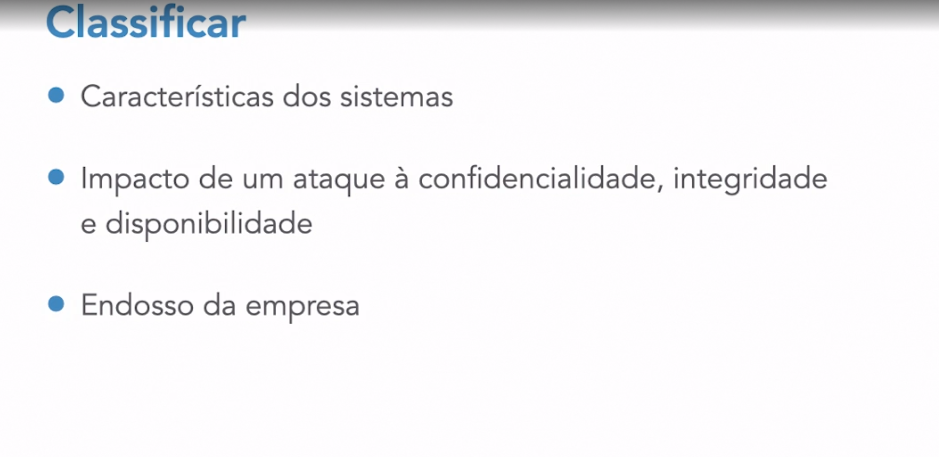 Classificar
Características dos sistemas
Impacto de um ataque à confidencialidade, integridade
e disponibilidade
Endosso da empresa